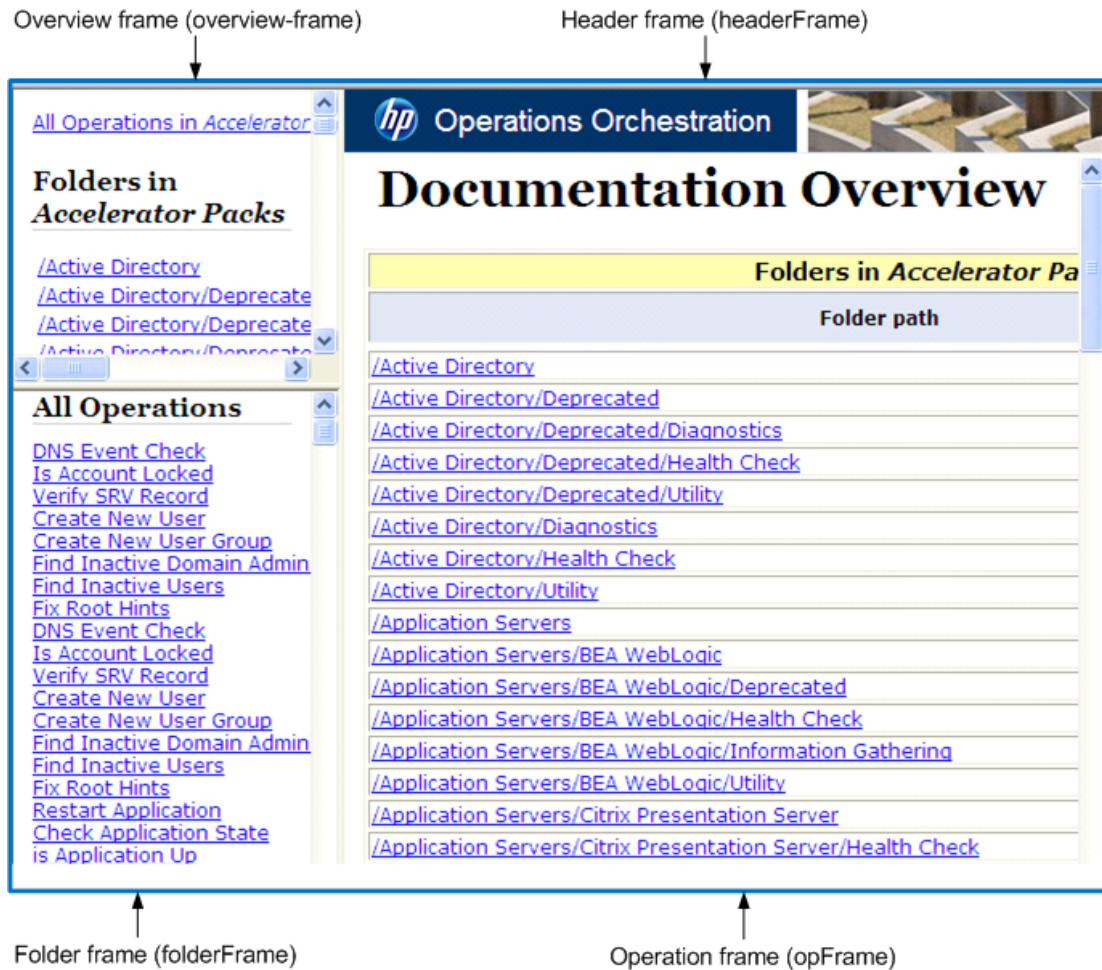 Overview frame (overview-frame)
Header frame (headerFrame)
All Operations in Accelerator
Folders in
Accelerator Packs
/Active Directory
/Active Directory/Deprecate
/Active Directory/Deprecate
/Active Directory/Deprecate
All Operations
DNS Event Check
Is Account Locked
Verify SRV Record
Create New User
Create New User Group
Find Inactive Domain Admin
Find Inactive Users
Fix Root Hints
DNS Event Check
Is Account Locked
Verify SRV Record
Create New User
Create New User Group
Find Inactive Domain Admin
Find Inactive Users
Fix Root Hints
Restart Application
Check Application State
is Application Up
hp Operations Orchestration
Documentation Overview
Folders in Accelerator Pa
Folder path
/Active Directory
/Active Directory/Deprecated
/Active Directory/Deprecated/Diagnostics
/Active Directory/Deprecated/Health Check
/Active Directory/Deprecated/Utility
/Active Directory/Diagnostics
/Active Directory/Health Check
/Active Directory/Utility
/Application Servers
/Application Servers/BEA WebLogic
/Application Servers/BEA WebLogic/Deprecated
/Application Servers/BEA WebLogic/Health Check
/Application Servers/BEA WebLogic/Information Gathering
/Application Servers/BEA WebLogic/Utility
/Application Servers/Citrix Presentation Server
/Application Servers/Citrix Presentation Server/Health Check
Folder frame (folderFrame)
Operation frame (opFrame)